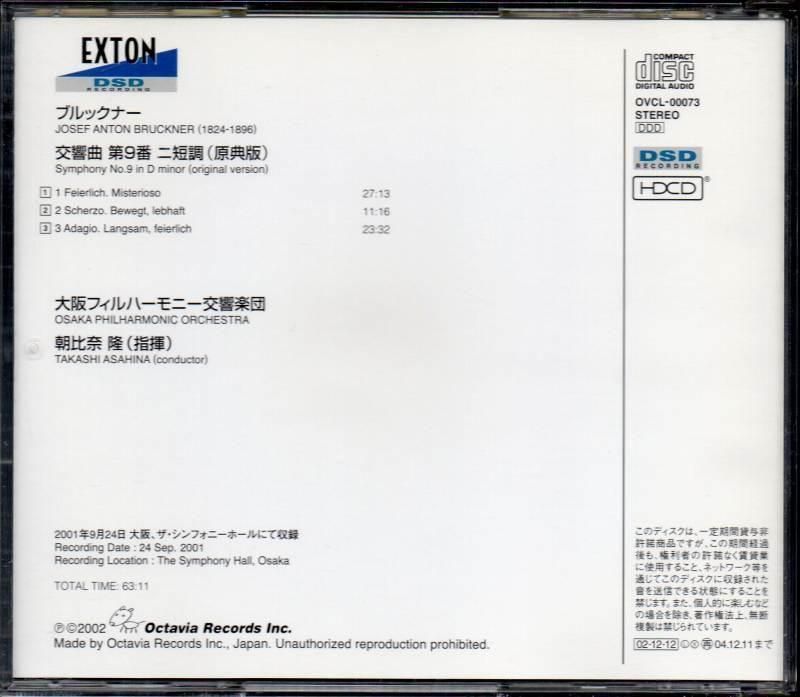 EXTON
DSD
RECORDING
ブルックナー
JOSEF ANTON BRUCKNER (1824-1896)
交響曲 第9番 ニ短調(原典版)
Symphony No.9 in D minor (original version)
1 1 Feierlich. Misterioso 27:13
2 2 Scherzo. Bewegt, lebhaft 11:16
3 3 Adagio. Langsam, feierlich 23:32
大阪フィルハーモニー交響楽団
OSAKA PHILHARMONIC ORCHESTRA
朝比奈 隆(指揮)
TAKASHI ASAHINA (conductor)
2001年9月24日 大阪、ザ・シンフォニーホールにて収録
Recording Date : 24 Sep. 2001
Recording Location : The Symphony Hall, Osaka
TOTAL TIME: 63:11
℗©2002 Octavia Records Inc.
Made by Octavia Records Inc., Japan. Unauthorized reproduction prohibited.
COMPACT
disc
DIGITAL AUDIO
OVCL-00073
STEREO
DDD
DSD
RECORDING
HDCD®
このディスクは、一定期間貸与非
許諾商品ですが、この期間経過
後も、権利者の許諾なく賃貸業
に使用すること、ネットワーク等を
通じてこのディスクに収録された
音を送信できる状態にすることを
禁じます。また、個人的に楽しむなど
の場合を除き、著作権法上、無断
複製は禁じられています。
02-12-12 Ⓛ Ⓧ ㊫ 04.12.11まで